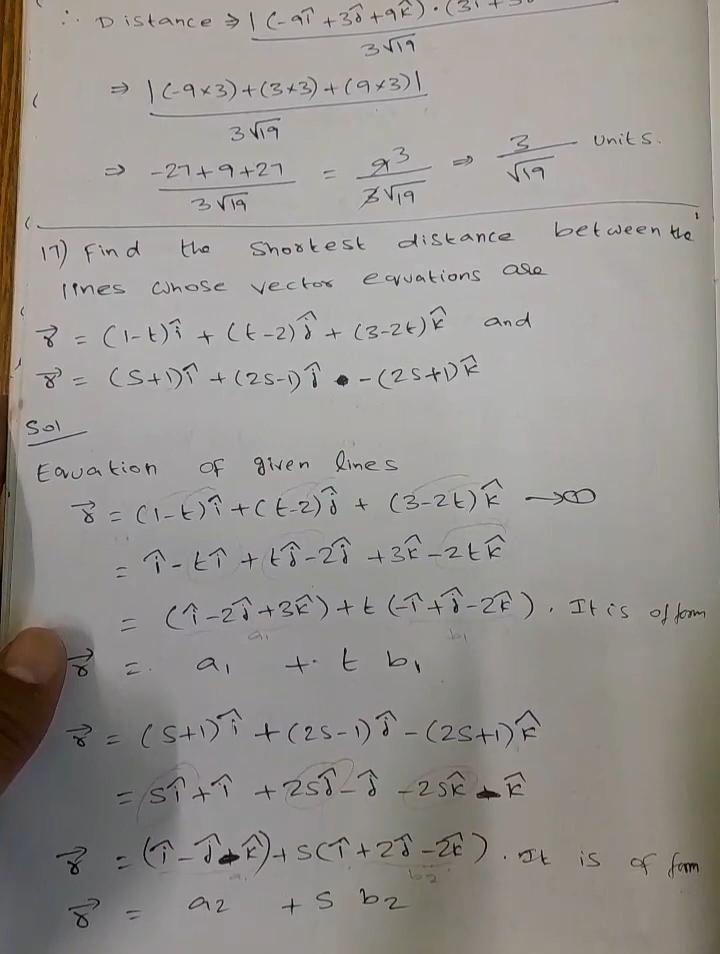 ∴ Distance ⇒ |(-9î + 3ĵ + 9k̂) · (3î + 3
3√19
⇒ |(-9×3) + (3×3) + (9×3)|
3√19
⇒ -27+9+27 / 3√19 = 9 3 / 3√19 ⇒ 3/√19 units.
17) Find the shortest distance between the
lines whose vector equations are
r⃗ = (1-t)î + (t-2)ĵ + (3-2t)k̂ and
r⃗ = (s+1)î + (2s-1)ĵ - (2s+1)k̂
Sol
Equation of given lines
r⃗ = (1-t)î + (t-2)ĵ + (3-2t)k̂ →
= î - tî + tĵ - 2ĵ + 3k̂ - 2tk̂
= (î - 2ĵ + 3k̂) + t(-î + ĵ - 2k̂). It is of form
a₁ b₁
r⃗ = a₁ + t b₁
r⃗ = (s+1)î + (2s-1)ĵ - (2s+1)k̂
= sî + î + 2sĵ - ĵ - 2sk̂ - k̂
r⃗ = (î - ĵ - k̂) + s(î + 2ĵ - 2k̂). It is of form
b₂
r⃗ = a₂ + s b₂